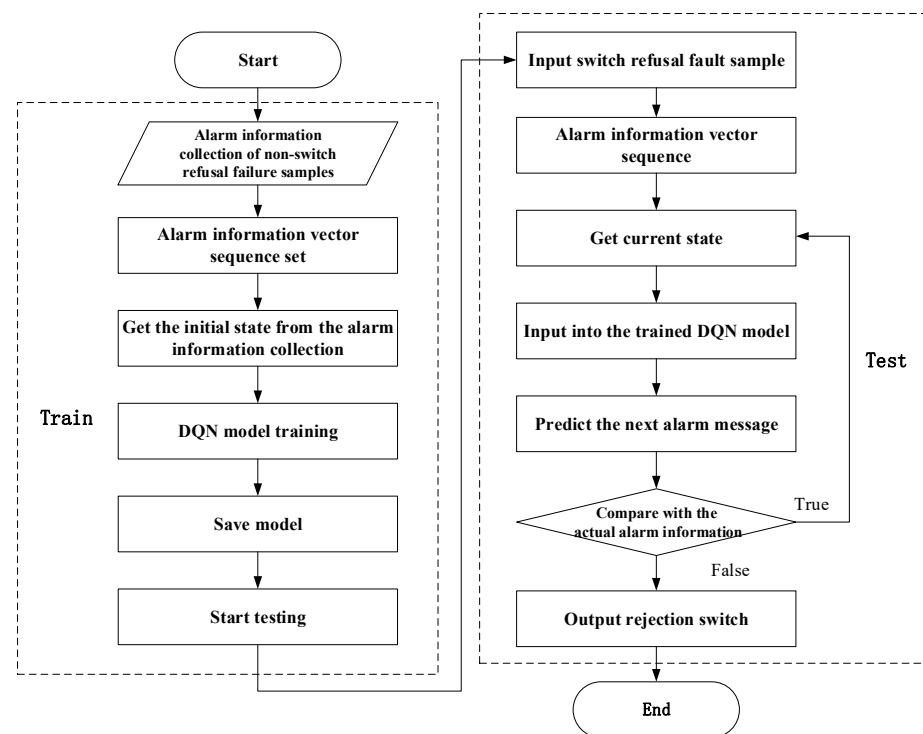 Start
Alarm information
collection of non-switch
refusal failure samples
Alarm information vector
sequence set
Get the initial state from the alarm
information collection
Train
DQN model training
Save model
Start testing
Input switch refusal fault sample
Alarm information vector
sequence
Get current state
Input into the trained DQN model
Test
Predict the next alarm message
Compare with the
actual alarm information
True
False
Output rejection switch
End